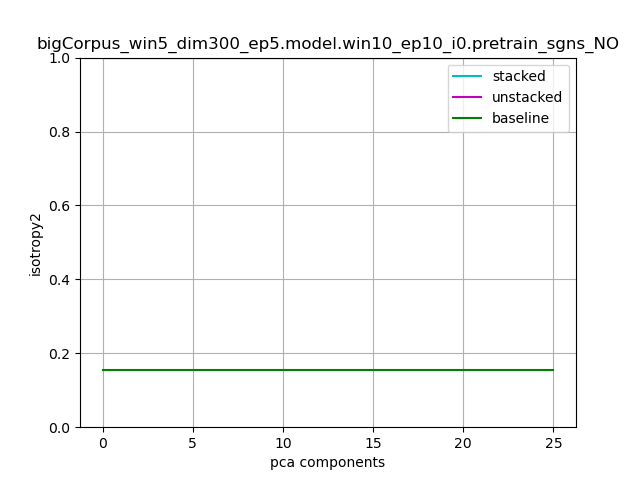 bigCorpus_win5_dim300_ep5.model.win10_ep10_i0.pretrain_sgns_NO
1.0
stacked
unstacked
baseline
0.8
0.6
isotropy2
0.4
0.2
0.0
0 5 10 15 20 25
pca components